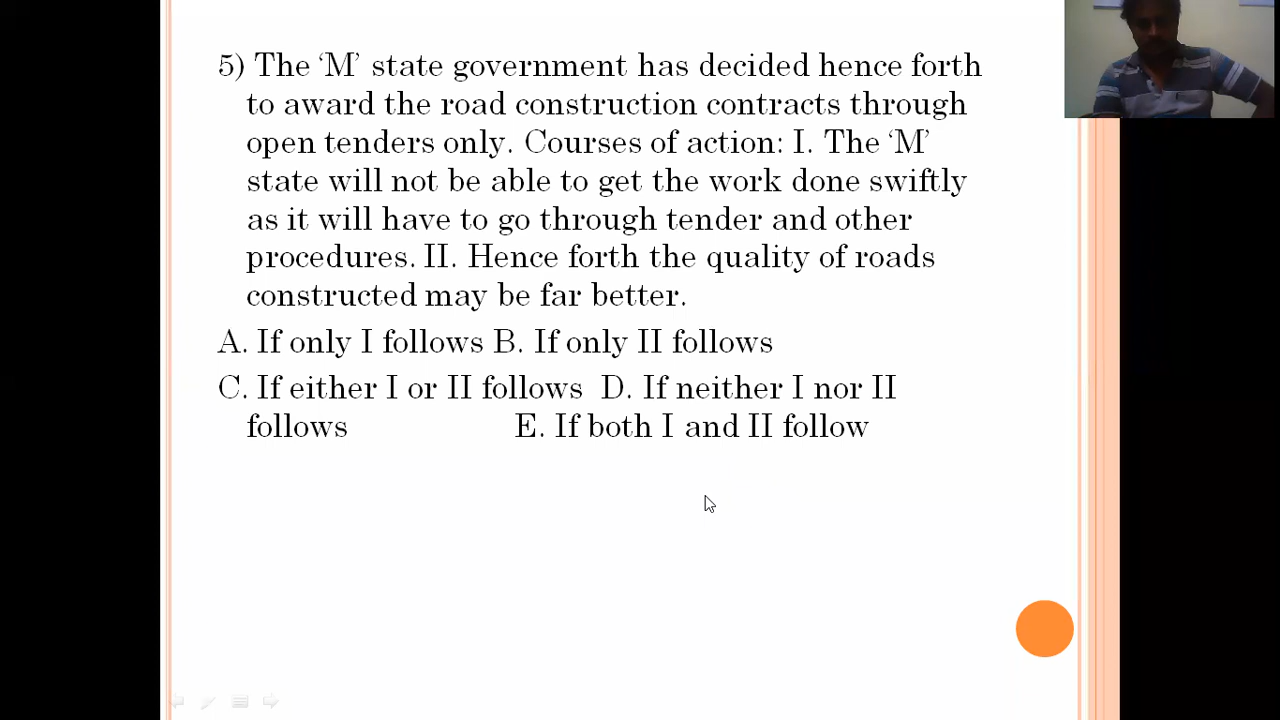 5) The ‘M’ state government has decided hence forth
to award the road construction contracts through
open tenders only. Courses of action: I. The ‘M’
state will not be able to get the work done swiftly
as it will have to go through tender and other
procedures. II. Hence forth the quality of roads
constructed may be far better.
A. If only I follows B. If only II follows
C. If either I or II follows D. If neither I nor II
follows E. If both I and II follow